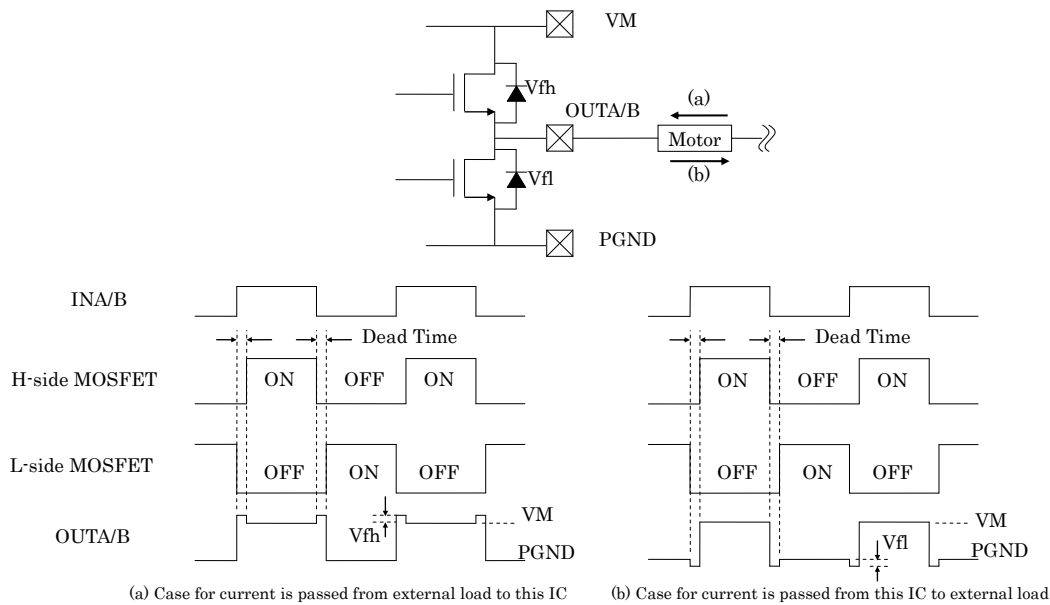 VM
Vfh
OUTA/B
(a)
Motor
(b)
Vfl
PGND
INA/B
Dead Time
Dead Time
H-side MOSFET
ON
OFF
ON
ON
OFF
ON
L-side MOSFET
OFF
ON
OFF
OFF
ON
OFF
OUTA/B
Vfh
VM
PGND
Vfl
VM
PGND
(a) Case for current is passed from external load to this IC
(b) Case for current is passed from this IC to external load